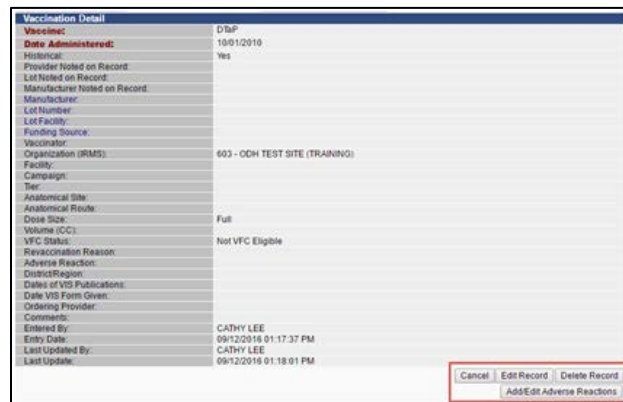 Vaccination Detail
Vaccine: DTaP
Date Administered: 10/01/2010
Historical: Yes
Provider Noted on Record:
Lot Noted on Record:
Manufacturer Noted on Record:
Manufacturer:
Lot Number:
Lot Facility:
Funding Source:
Vaccinator:
Organization (IRMS): 603 - ODH TEST SITE (TRAINING)
Facility:
Campaign:
Tier:
Anatomical Site:
Anatomical Route:
Dose Size: Full
Volume (CC):
VFC Status: Not VFC Eligible
Revaccination Reason:
Adverse Reaction:
District/Region:
Dates of VIS Publications:
Date VIS Form Given:
Ordering Provider:
Comments:
Entered By: CATHY LEE
Entry Date: 09/12/2016 01:17:37 PM
Last Updated By: CATHY LEE
Last Update: 09/12/2016 01:18:01 PM
Cancel Edit Record Delete Record
Add/Edit Adverse Reactions